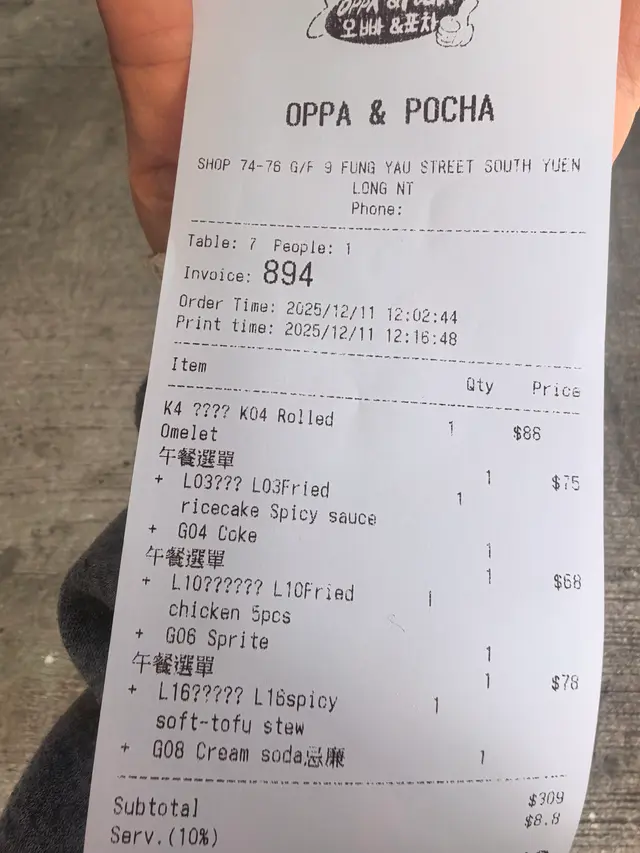 오빠 &포차
OPPA & POCHA
SHOP 74-76 G/F 9 FUNG YAU STREET SOUTH YUEN
LONG NT
Phone:
Table: 7 People: 1
Invoice: 894
Order Time: 2025/12/11 12:02:44
Print time: 2025/12/11 12:16:48
Item Qty Price
K4 ???? K04 Rolled 1 $88
Omelet
午餐選單 1 $75
+ L03??? L03Fried 1
ricecake Spicy sauce
+ G04 Coke 1
午餐選單 1 $68
+ L10?????? L10Fried 1
chicken 5pcs
+ G06 Sprite 1
午餐選單 1 $78
+ L16????? L16spicy 1
soft-tofu stew
+ G08 Cream soda忌廉 1
Subtotal $309
Serv.(10%) $8.8